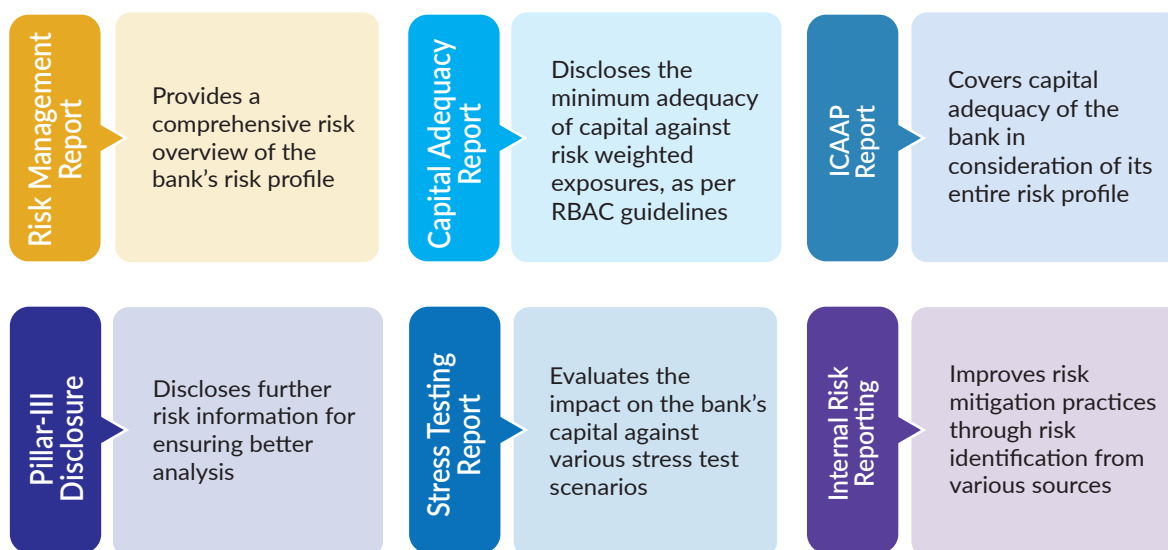 Risk Management
Report
Provides a
comprehensive risk
overview of the
bank's risk profile
Capital Adequacy
Report
Discloses the
minimum adequacy
of capital against
risk weighted
exposures, as per
RBAC guidelines
ICAAP
Report
Covers capital
adequacy of the
bank in
consideration of its
entire risk profile
Pillar-III
Disclosure
Discloses further
risk information for
ensuring better
analysis
Stress Testing
Report
Evaluates the
impact on the bank's
capital against
various stress test
scenarios
Internal Risk
Reporting
Improves risk
mitigation practices
through risk
identification from
various sources